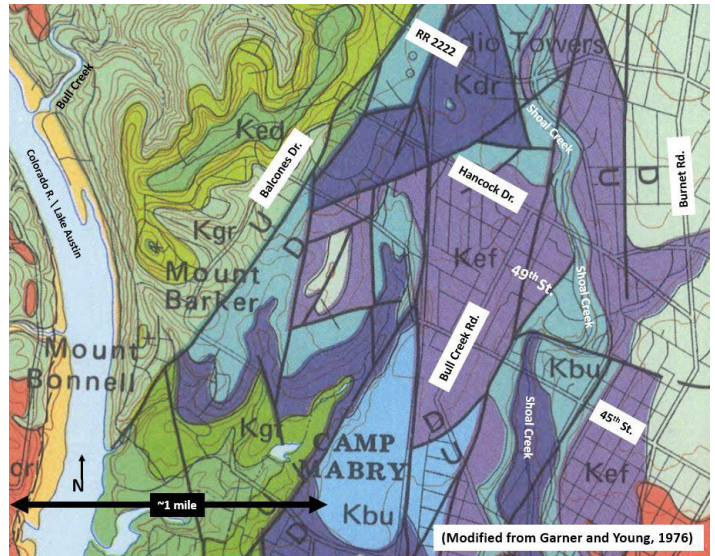 RR 2222
dio Towers
Kdr
Bull Creek
Ked
Balcones Dr.
Shoal Creek
Colorado R. \ Lake Austin
Hancock Dr.
Burnet Rd.
U
D
Kgr
U
D
Mount
Barker
Kef
49th St.
Shoal Creek
Bull Creek Rd.
Mount
Bonnell
Kbu
45th St.
Shoal Creek
Kgf
D
U
CAMP
MABRY
Kef
cr
N
~1 mile
Kbu
U
D
(Modified from Garner and Young, 1976)